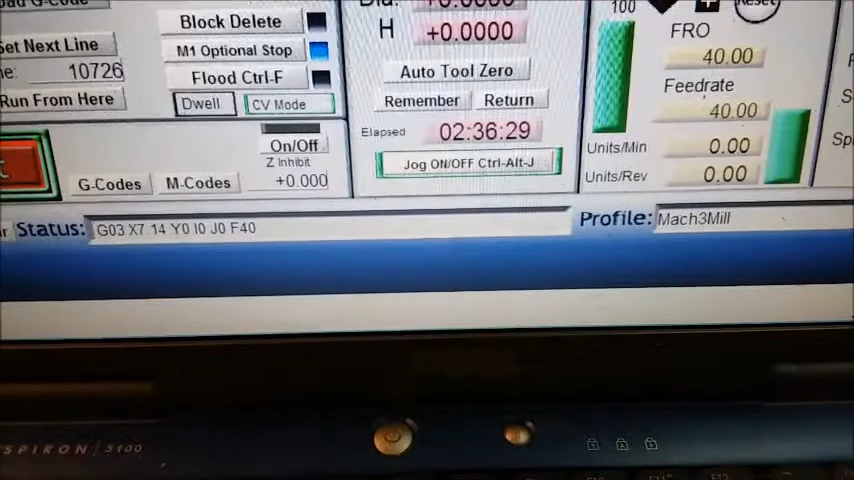 Block Delete
100
H +0.0000
FRO
Set Next Line
M1 Optional Stop
40.00
Auto Tool Zero
10726
Flood Ctrl-F
Feedrate
Run From Here
Dwell CV Mode
Remember Return
40.00
Elapsed 02:36:29
On/Off
Units/Min 0.00
Z Inhibit
Jog ON/OFF Ctrl-Alt-J
G-Codes M-Codes +0.000
Units/Rev 0.00
Status: G03 X7.14 Y0 I0 J0 F40
Profile: Mach3Mill
5100